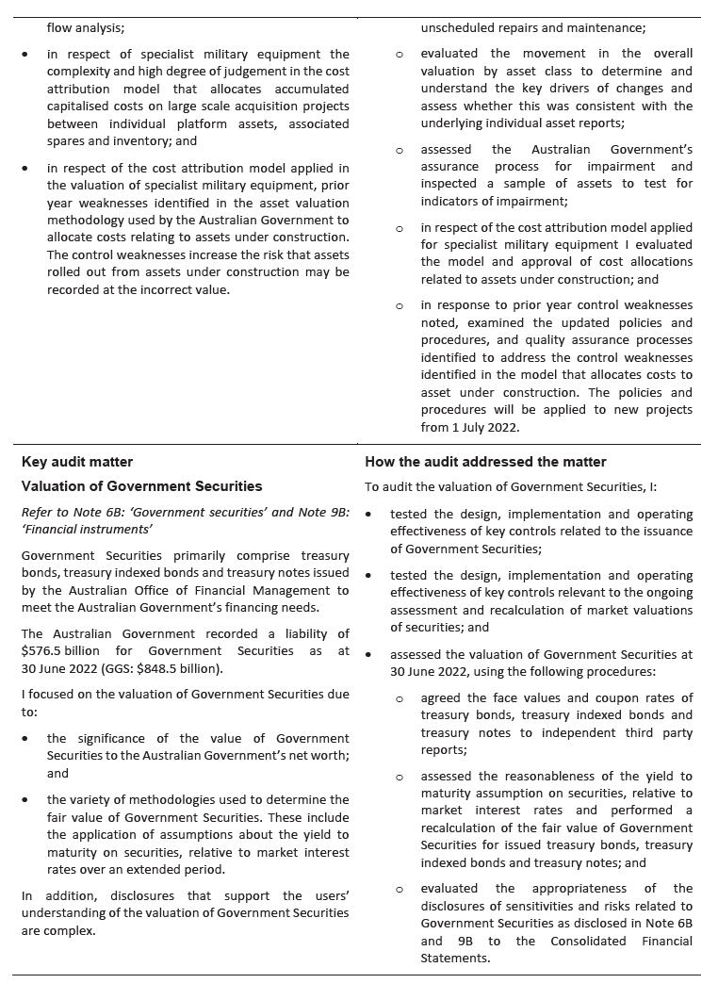 flow analysis;
• in respect of specialist military equipment the
complexity and high degree of judgement in the cost
attribution model that allocates accumulated
capitalised costs on large scale acquisition projects
between individual platform assets, associated
spares and inventory; and
• in respect of the cost attribution model applied in
the valuation of specialist military equipment, prior
year weaknesses identified in the asset valuation
methodology used by the Australian Government to
allocate costs relating to assets under construction.
The control weaknesses increase the risk that assets
rolled out from assets under construction may be
recorded at the incorrect value.
unscheduled repairs and maintenance;
o evaluated the movement in the overall
valuation by asset class to determine and
understand the key drivers of changes and
assess whether this was consistent with the
underlying individual asset reports;
o assessed the Australian Government's
assurance process for impairment and
inspected a sample of assets to test for
indicators of impairment;
o in respect of the cost attribution model applied
for specialist military equipment I evaluated
the model and approval of cost allocations
related to assets under construction; and
o in response to prior year control weaknesses
noted, examined the updated policies and
procedures, and quality assurance processes
identified to address the control weaknesses
identified in the model that allocates costs to
asset under construction. The policies and
procedures will be applied to new projects
from 1 July 2022.
Key audit matter
Valuation of Government Securities
Refer to Note 6B: 'Government securities' and Note 9B:
'Financial instruments'
Government Securities primarily comprise treasury
bonds, treasury indexed bonds and treasury notes issued
by the Australian Office of Financial Management to
meet the Australian Government's financing needs.
The Australian Government recorded a liability of
$576.5 billion for Government Securities as at
30 June 2022 (GGS: $848.5 billion).
I focused on the valuation of Government Securities due
to:
• the significance of the value of Government
Securities to the Australian Government's net worth;
and
• the variety of methodologies used to determine the
fair value of Government Securities. These include
the application of assumptions about the yield to
maturity on securities, relative to market interest
rates over an extended period.
In addition, disclosures that support the users'
understanding of the valuation of Government Securities
are complex.
How the audit addressed the matter
To audit the valuation of Government Securities, I:
• tested the design, implementation and operating
effectiveness of key controls related to the issuance
of Government Securities;
• tested the design, implementation and operating
effectiveness of key controls relevant to the ongoing
assessment and recalculation of market valuations
of securities; and
• assessed the valuation of Government Securities at
30 June 2022, using the following procedures:
o agreed the face values and coupon rates of
treasury bonds, treasury indexed bonds and
treasury notes to independent third party
reports;
o assessed the reasonableness of the yield to
maturity assumption on securities, relative to
market interest rates and performed a
recalculation of the fair value of Government
Securities for issued treasury bonds, treasury
indexed bonds and treasury notes; and
o evaluated the appropriateness of the
disclosures of sensitivities and risks related to
Government Securities as disclosed in Note 6B
and 9B to the Consolidated Financial
Statements.